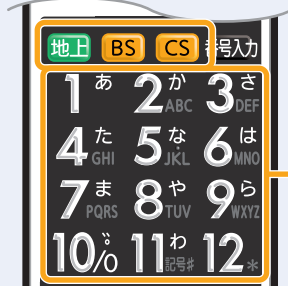 地上 BS CS 番号入力
1 あ 2 か ABC 3 さ DEF
4 た GHI 5 な JKL 6 は MNO
7 ま PQRS 8 や TUV 9 ら WXYZ
10/0 ゛゜ 11 わ 記号# 12 *